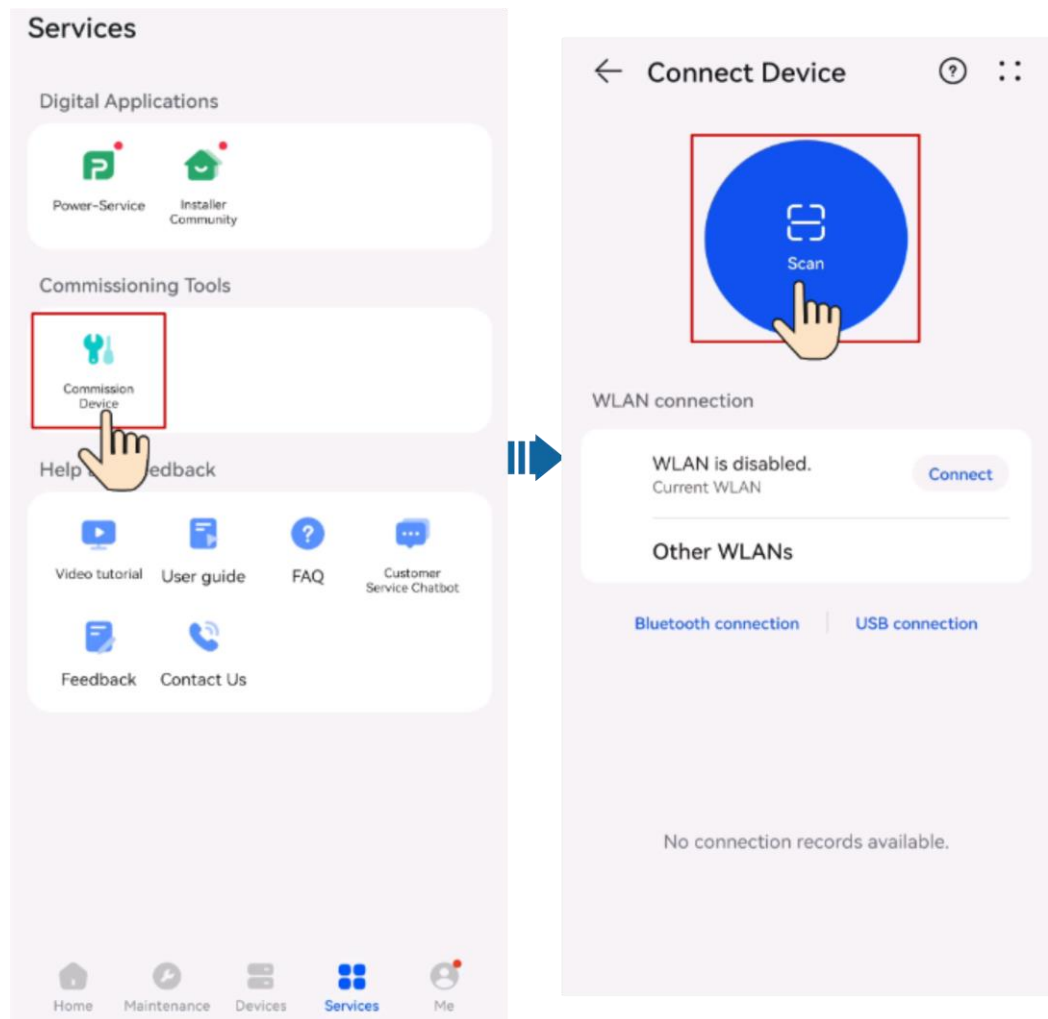 Services
Digital Applications
Power-Service
Installer
Community
Commissioning Tools
Commission
Device
Help
edback
Video tutorial
User guide
FAQ
Customer
Service Chatbot
Feedback
Contact Us
Home
Maintenance
Devices
Services
Me
Connect Device
Scan
WLAN connection
WLAN is disabled.
Current WLAN
Connect
Other WLANs
Bluetooth connection
USB connection
No connection records available.